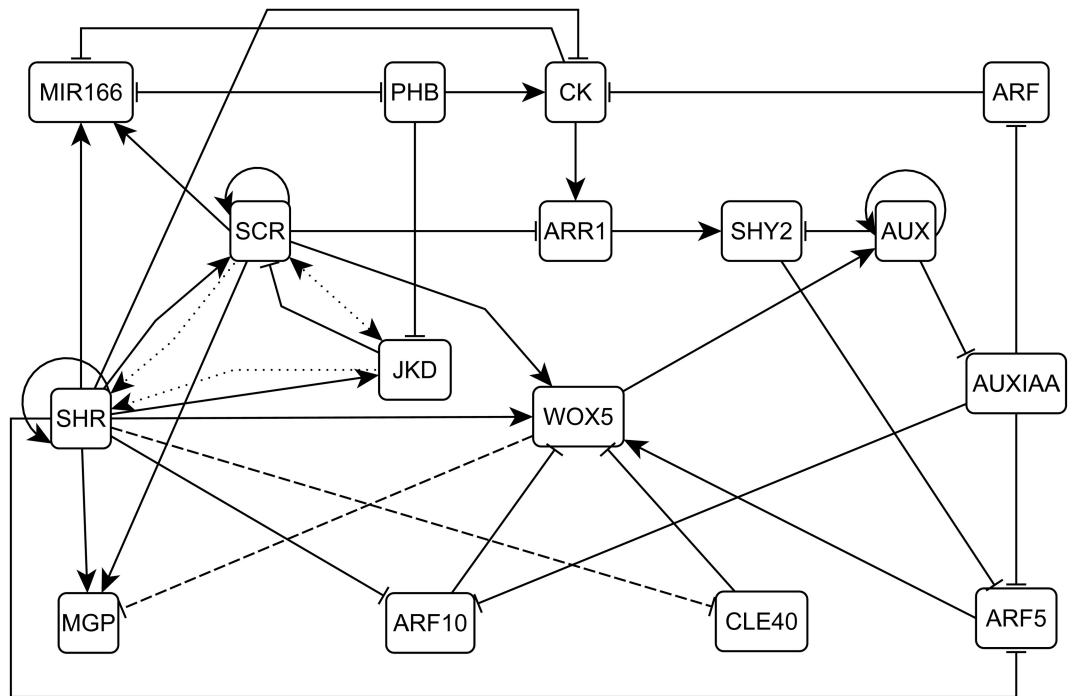 MIR166
PHB
CK
ARF
SCR
ARR1
SHY2
AUX
JKD
AUXIAA
SHR
WOX5
MGP
ARF10
CLE40
ARF5